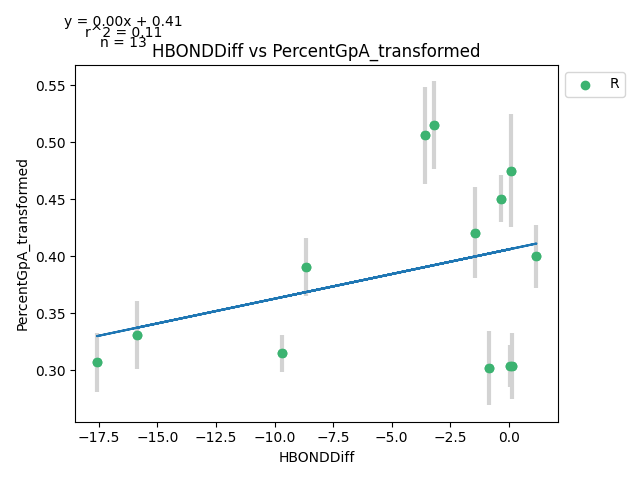 y = 0.00x + 0.41
r^2 = 0.11
n = 13
HBONDDiff vs PercentGpA_transformed
R
PercentGpA_transformed
0.55
0.50
0.45
0.40
0.35
0.30
−17.5 −15.0 −12.5 −10.0 −7.5 −5.0 −2.5 0.0
HBONDDiff